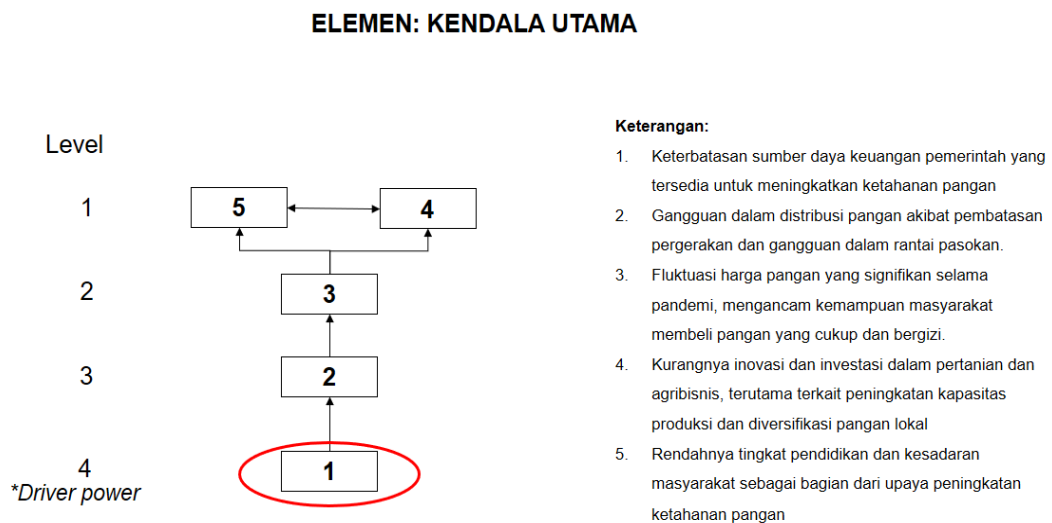 ELEMEN: KENDALA UTAMA
Level
1
2
3
4
*Driver power
5
4
3
2
1
Keterangan:
1. Keterbatasan sumber daya keuangan pemerintah yang
tersedia untuk meningkatkan ketahanan pangan
2. Gangguan dalam distribusi pangan akibat pembatasan
pergerakan dan gangguan dalam rantai pasokan.
3. Fluktuasi harga pangan yang signifikan selama
pandemi, mengancam kemampuan masyarakat
membeli pangan yang cukup dan bergizi.
4. Kurangnya inovasi dan investasi dalam pertanian dan
agribisnis, terutama terkait peningkatan kapasitas
produksi dan diversifikasi pangan lokal
5. Rendahnya tingkat pendidikan dan kesadaran
masyarakat sebagai bagian dari upaya peningkatan
ketahanan pangan